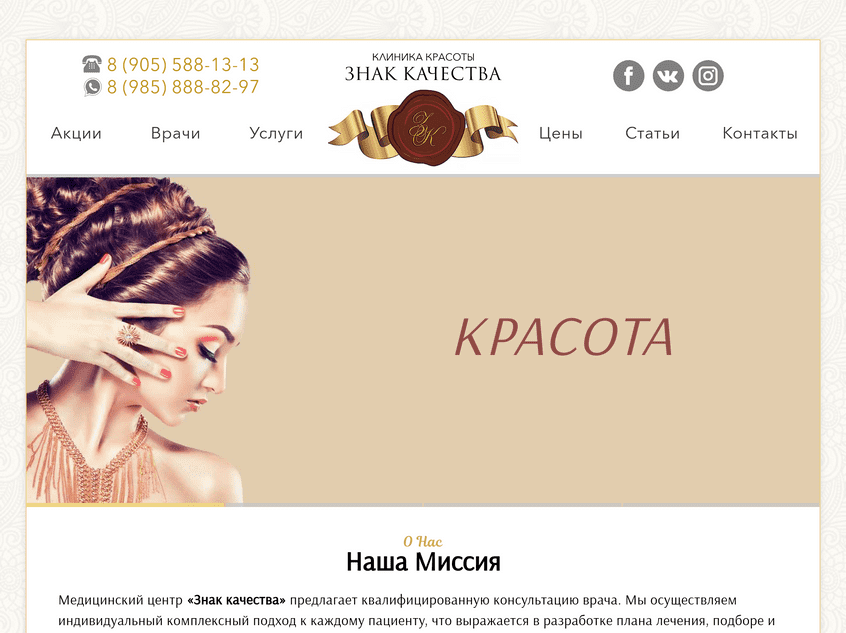 8 (905) 588-13-13
8 (985) 888-82-97
КЛИНИКА КРАСОТЫ
ЗНАК КАЧЕСТВА
ЗК
Акции Врачи Услуги Цены Статьи Контакты
КРАСОТА
О Нас
Наша Миссия
Медицинский центр «Знак качества» предлагает квалифицированную консультацию врача. Мы осуществляем
индивидуальный комплексный подход к каждому пациенту, что выражается в разработке плана лечения, подборе и